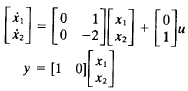 [ẋ₁; ẋ₂] = [0 1; 0 -2] [x₁; x₂] + [0; 1] u
y = [1 0] [x₁; x₂]